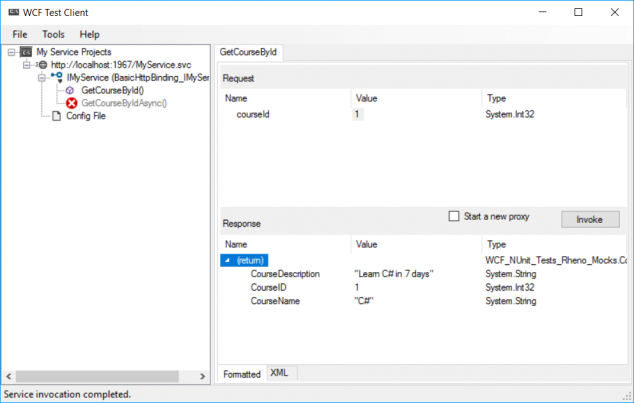 WCF Test Client
File Tools Help
My Service Projects
http://localhost:1967/MyService.svc
IMyService (BasicHttpBinding_IMySer
GetCourseById()
GetCourseByIdAsync()
Config File
GetCourseById
Request
Name Value Type
courseId 1 System.Int32
Response
Start a new proxy
Invoke
Name Value Type
(return) WCF_NUnit_Tests_Rheno_Mocks.Co
CourseDescription "Learn C# in 7 days" System.String
CourseID 1 System.Int32
CourseName "C#" System.String
Formatted XML
Service invocation completed.